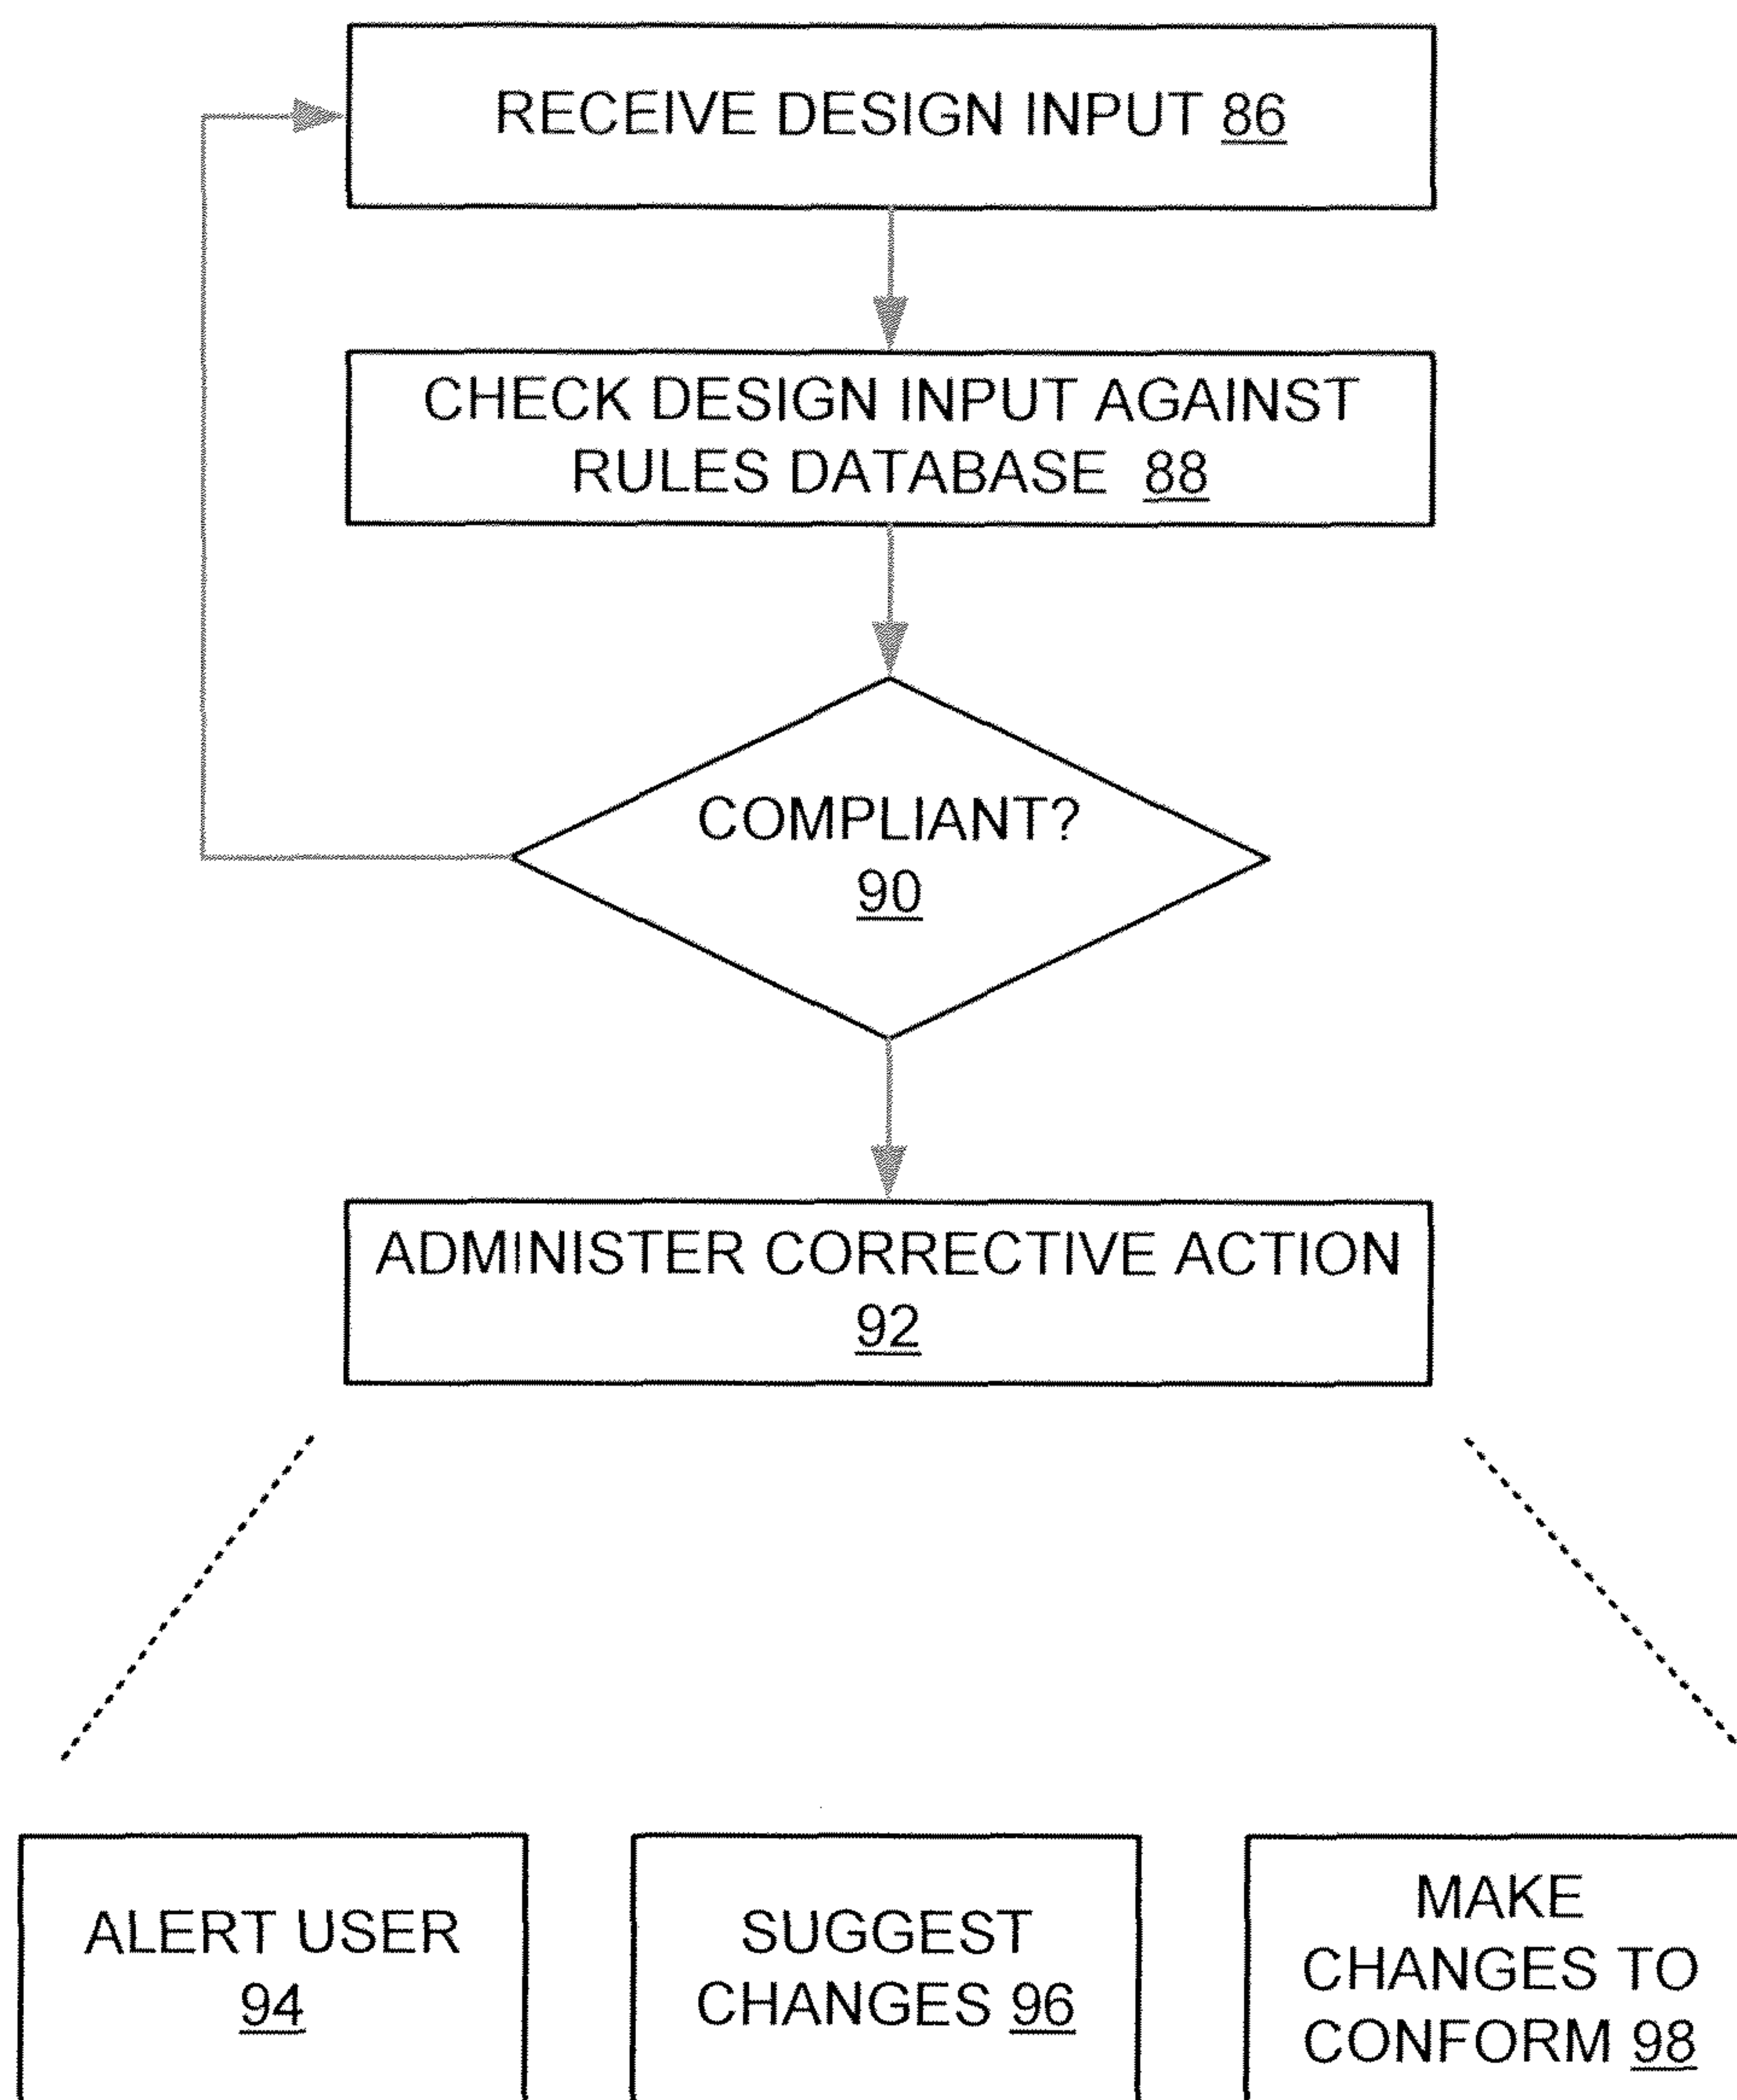 RECEIVE DESIGN INPUT 86
CHECK DESIGN INPUT AGAINST
RULES DATABASE 88
COMPLIANT?
90
ADMINISTER CORRECTIVE ACTION
92
ALERT USER
94
SUGGEST
CHANGES 96
MAKE
CHANGES TO
CONFORM 98